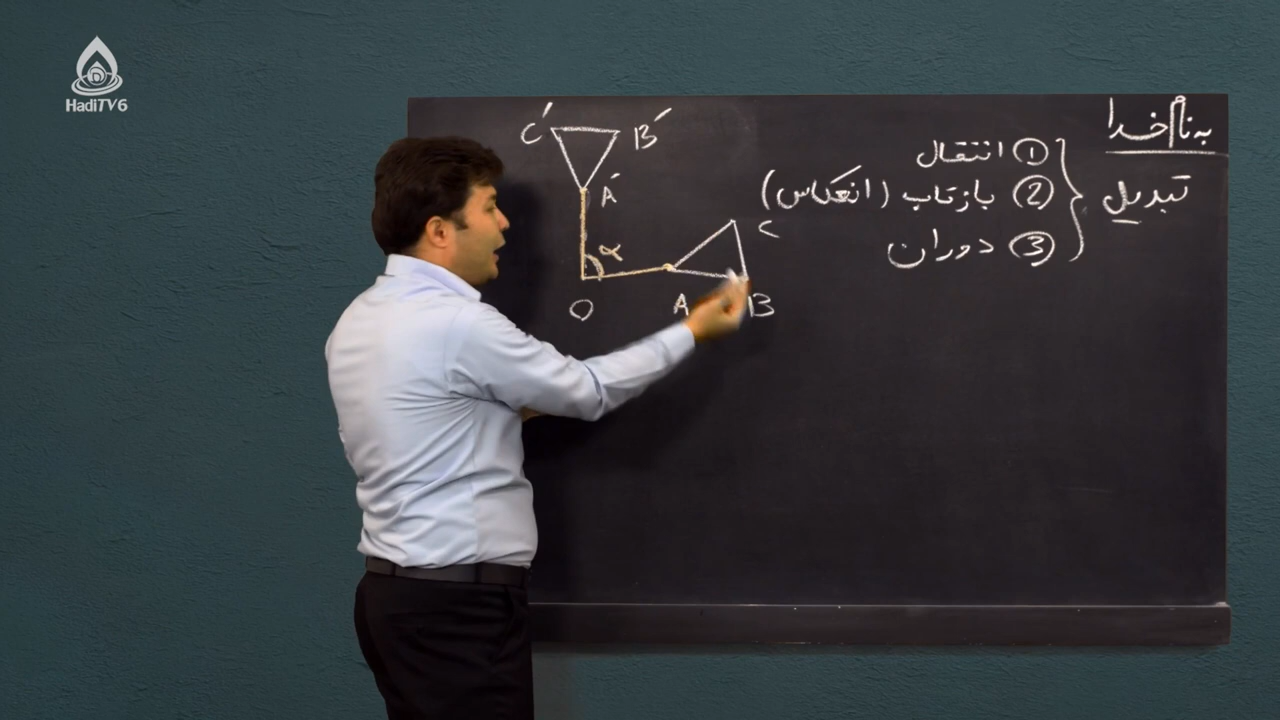 HadiTV6
به نام خدا
تبدیل
① انتقال
② بازتاب (انعکاس)
③ دوران
C′ B′
A′
α
C
O A B